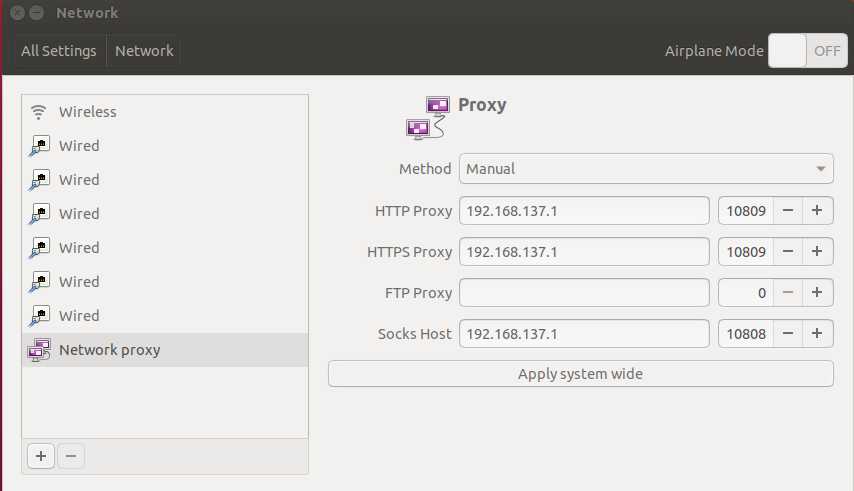 Network
All Settings Network Airplane Mode OFF
Wireless
Wired
Wired
Wired
Wired
Wired
Wired
Network proxy
Proxy
Method Manual
HTTP Proxy 192.168.137.1 10809 − +
HTTPS Proxy 192.168.137.1 10809 − +
FTP Proxy 0 − +
Socks Host 192.168.137.1 10808 − +
Apply system wide
+ −